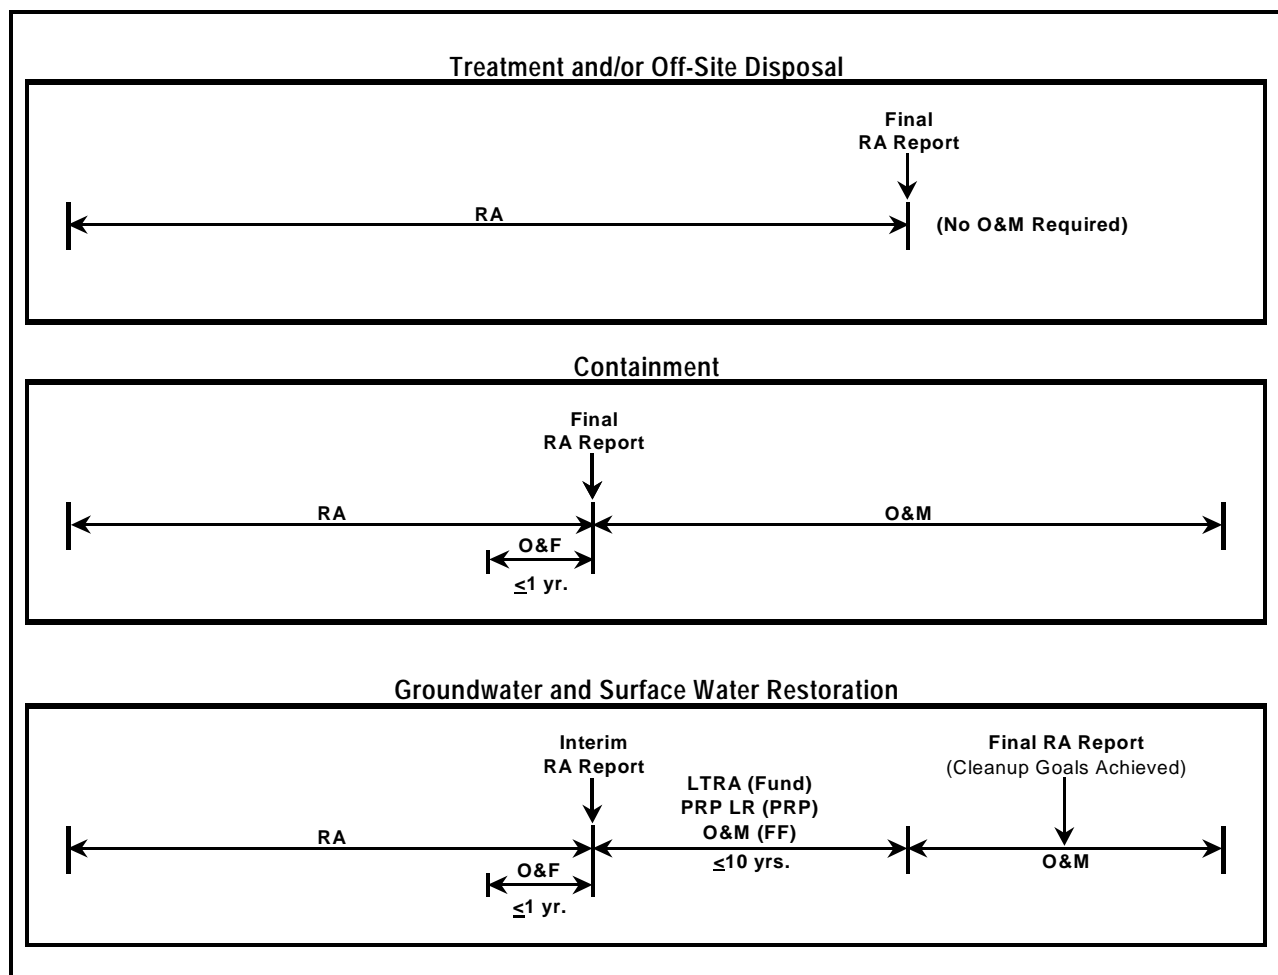 Treatment and/or Off-Site Disposal
Final
RA Report
RA
(No O&M Required)
Containment
Final
RA Report
RA
O&M
O&F
≤1 yr.
Groundwater and Surface Water Restoration
Interim
RA Report
Final RA Report
(Cleanup Goals Achieved)
LTRA (Fund)
PRP LR (PRP)
O&M (FF)
≤10 yrs.
RA
O&M
O&F
≤1 yr.